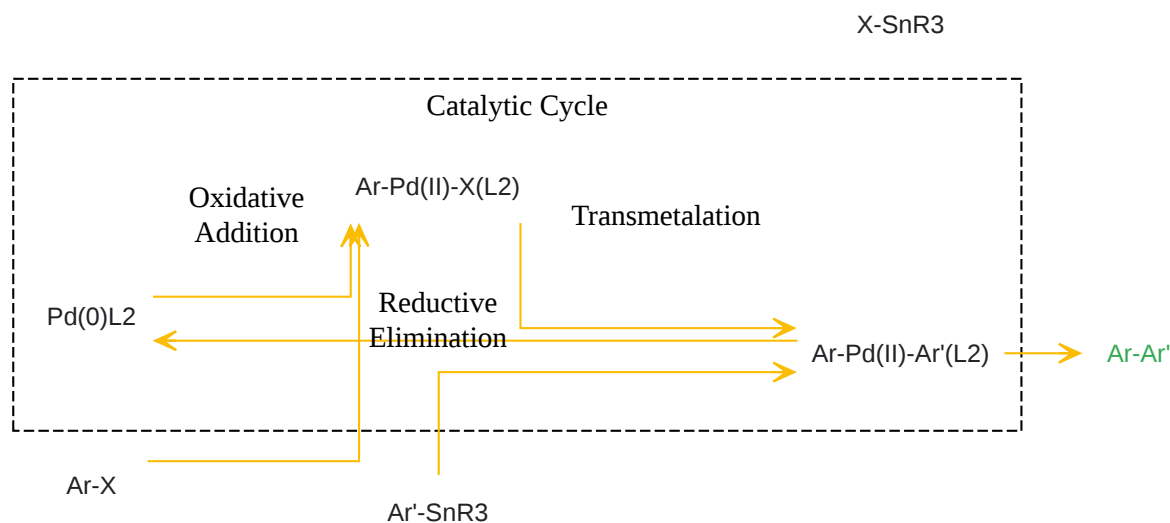 X-SnR3
Catalytic Cycle
Oxidative
Addition
Ar-Pd(II)-X(L2)
Transmetalation
Pd(0)L2
Reductive
Elimination
Ar-Pd(II)-Ar'(L2)
Ar-Ar'
Ar-X
Ar'-SnR3